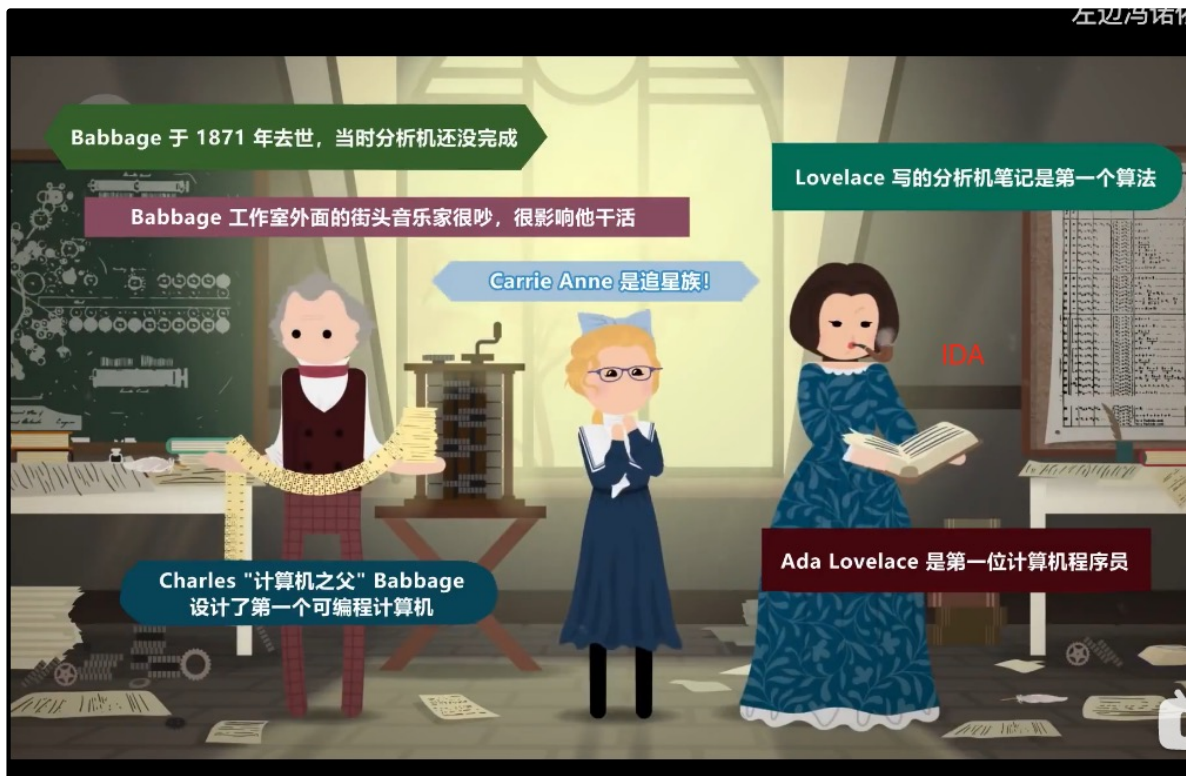 左边冯诺
Babbage 于 1871 年去世，当时分析机还没完成
Lovelace 写的分析机笔记是第一个算法
Babbage 工作室外面的街头音乐家很吵，很影响他干活
Carrie Anne 是追星族！
IDA
Ada Lovelace 是第一位计算机程序员
Charles "计算机之父" Babbage
设计了第一个可编程计算机